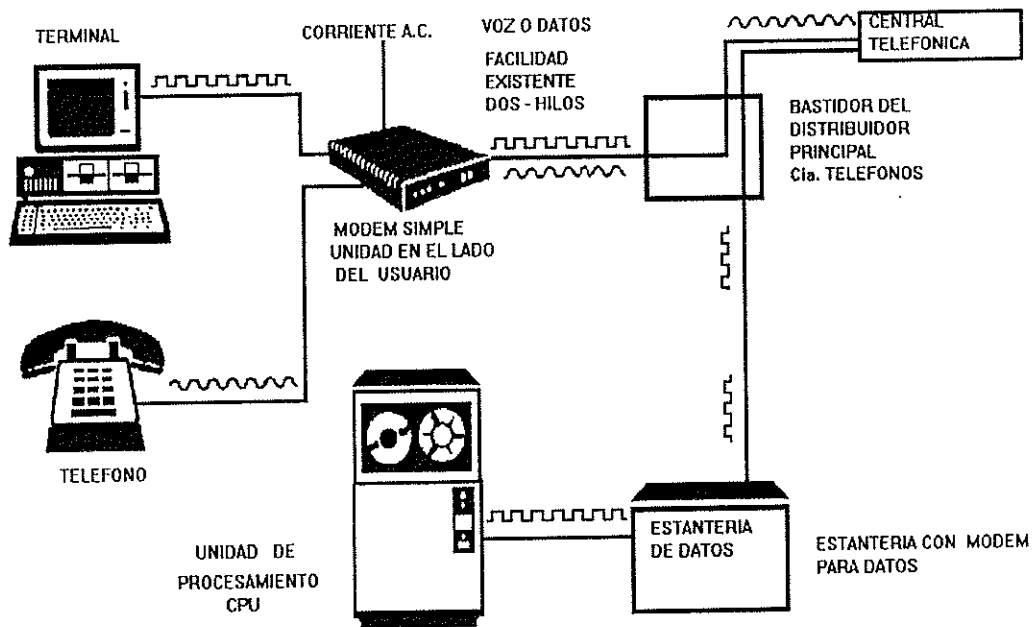 TERMINAL
CORRIENTE A.C.
VOZ O DATOS
FACILIDAD
EXISTENTE
DOS - HILOS
CENTRAL
TELEFONICA
BASTIDOR DEL
DISTRIBUIDOR
PRINCIPAL
Cia. TELEFONOS
MODEM SIMPLE
UNIDAD EN EL LADO
DEL USUARIO
TELEFONO
UNIDAD DE
PROCESAMIENTO
CPU
ESTANTERIA
DE DATOS
ESTANTERIA CON MODEM
PARA DATOS